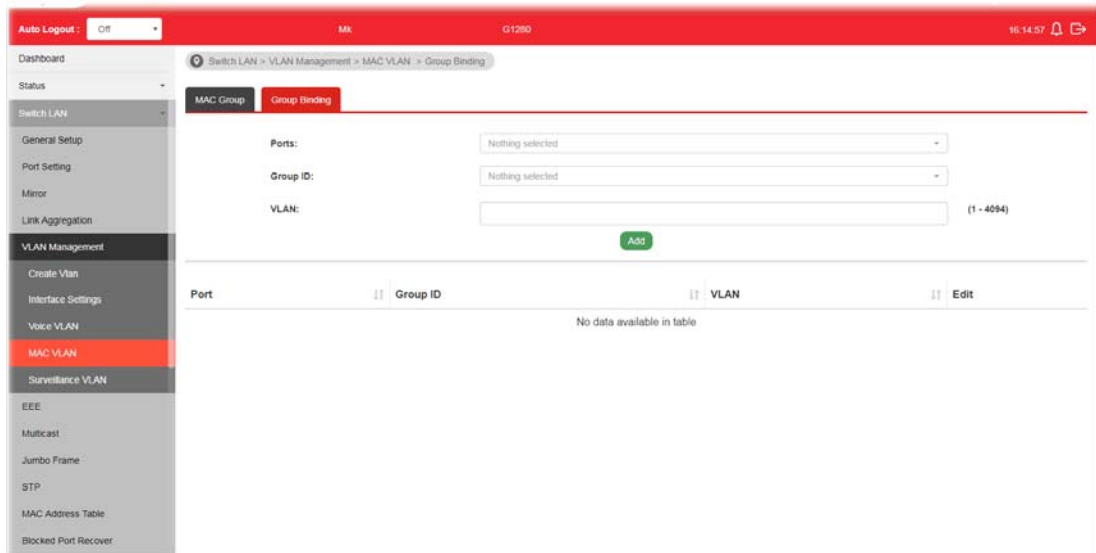 Auto Logout : Off Mk G1280 16:14:57
Dashboard
Switch LAN > VLAN Management > MAC VLAN > Group Binding
Status
MAC Group Group Binding
Switch LAN
General Setup
Ports: Nothing selected
Port Setting
Group ID: Nothing selected
Mirror
VLAN: (1 - 4094)
Link Aggregation
Add
VLAN Management
Create Vlan
Port Group ID VLAN Edit
Interface Settings
No data available in table
Voice VLAN
MAC VLAN
Surveillance VLAN
EEE
Multicast
Jumbo Frame
STP
MAC Address Table
Blocked Port Recover